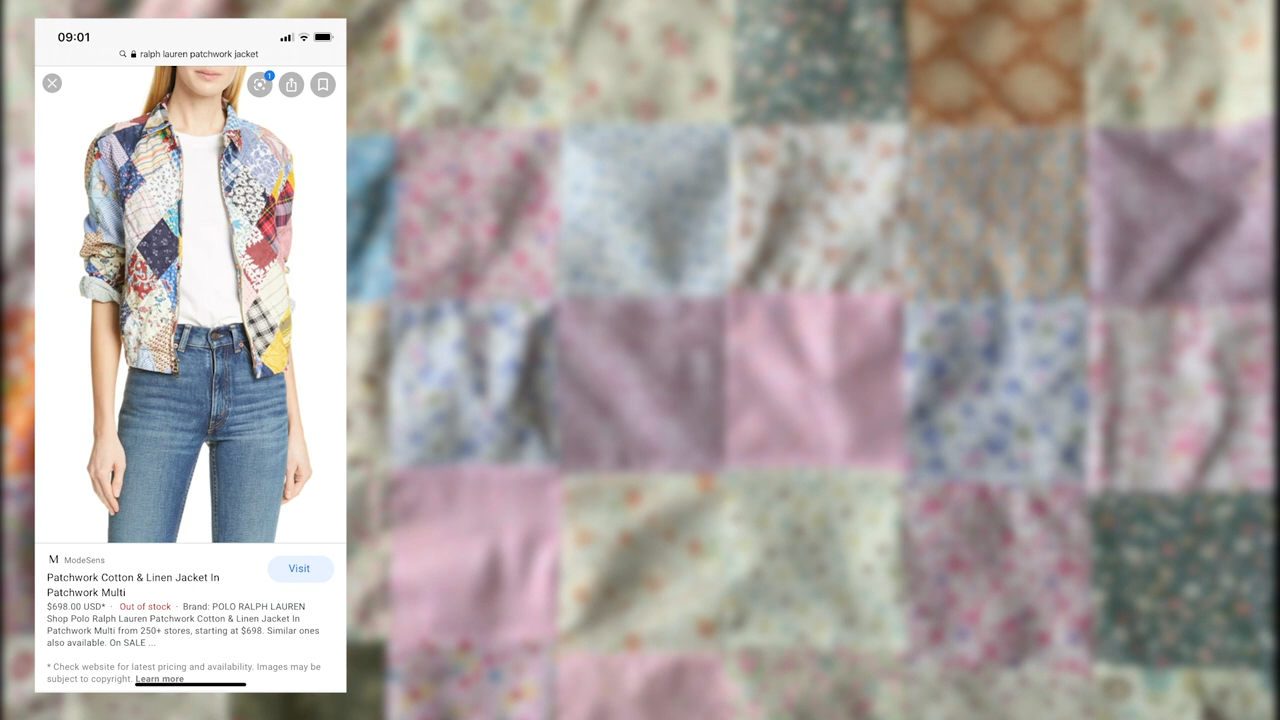 09:01
ralph lauren patchwork jacket
1
M ModeSens
Visit
Patchwork Cotton & Linen Jacket In
Patchwork Multi
$698.00 USD* · Out of stock · Brand: POLO RALPH LAUREN
Shop Polo Ralph Lauren Patchwork Cotton & Linen Jacket In
Patchwork Multi from 250+ stores, starting at $698. Similar ones
also available. On SALE ...
* Check website for latest pricing and availability. Images may be
subject to copyright. Learn more